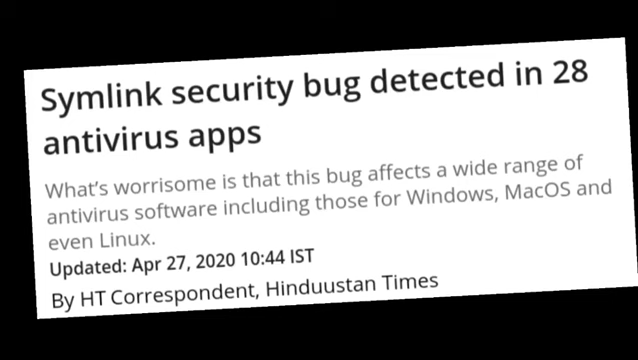 Symlink security bug detected in 28
antivirus apps
What's worrisome is that this bug affects a wide range of
antivirus software including those for Windows, MacOS and
even Linux.
Updated: Apr 27, 2020 10:44 IST
By HT Correspondent, Hinduustan Times